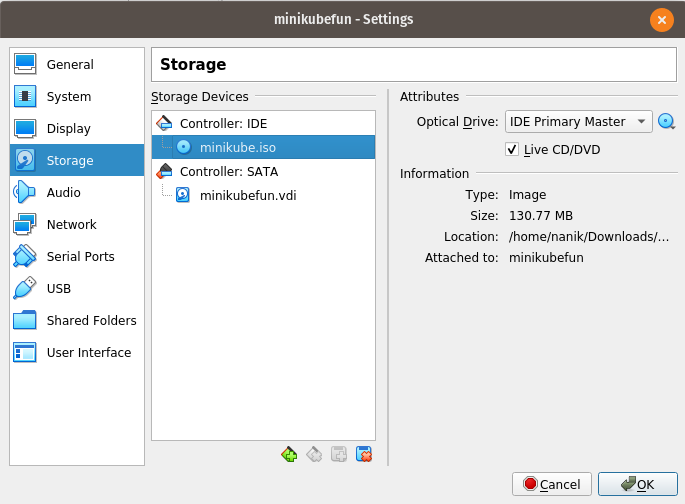 minikubefun - Settings
General
System
Display
Storage
Audio
Network
Serial Ports
USB
Shared Folders
User Interface
Storage
Storage Devices
Controller: IDE
minikube.iso
Controller: SATA
minikubefun.vdi
Attributes
Optical Drive: IDE Primary Master
Live CD/DVD
Information
Type: Image
Size: 130.77 MB
Location: /home/nanik/Downloads/...
Attached to: minikubefun
Cancel
OK